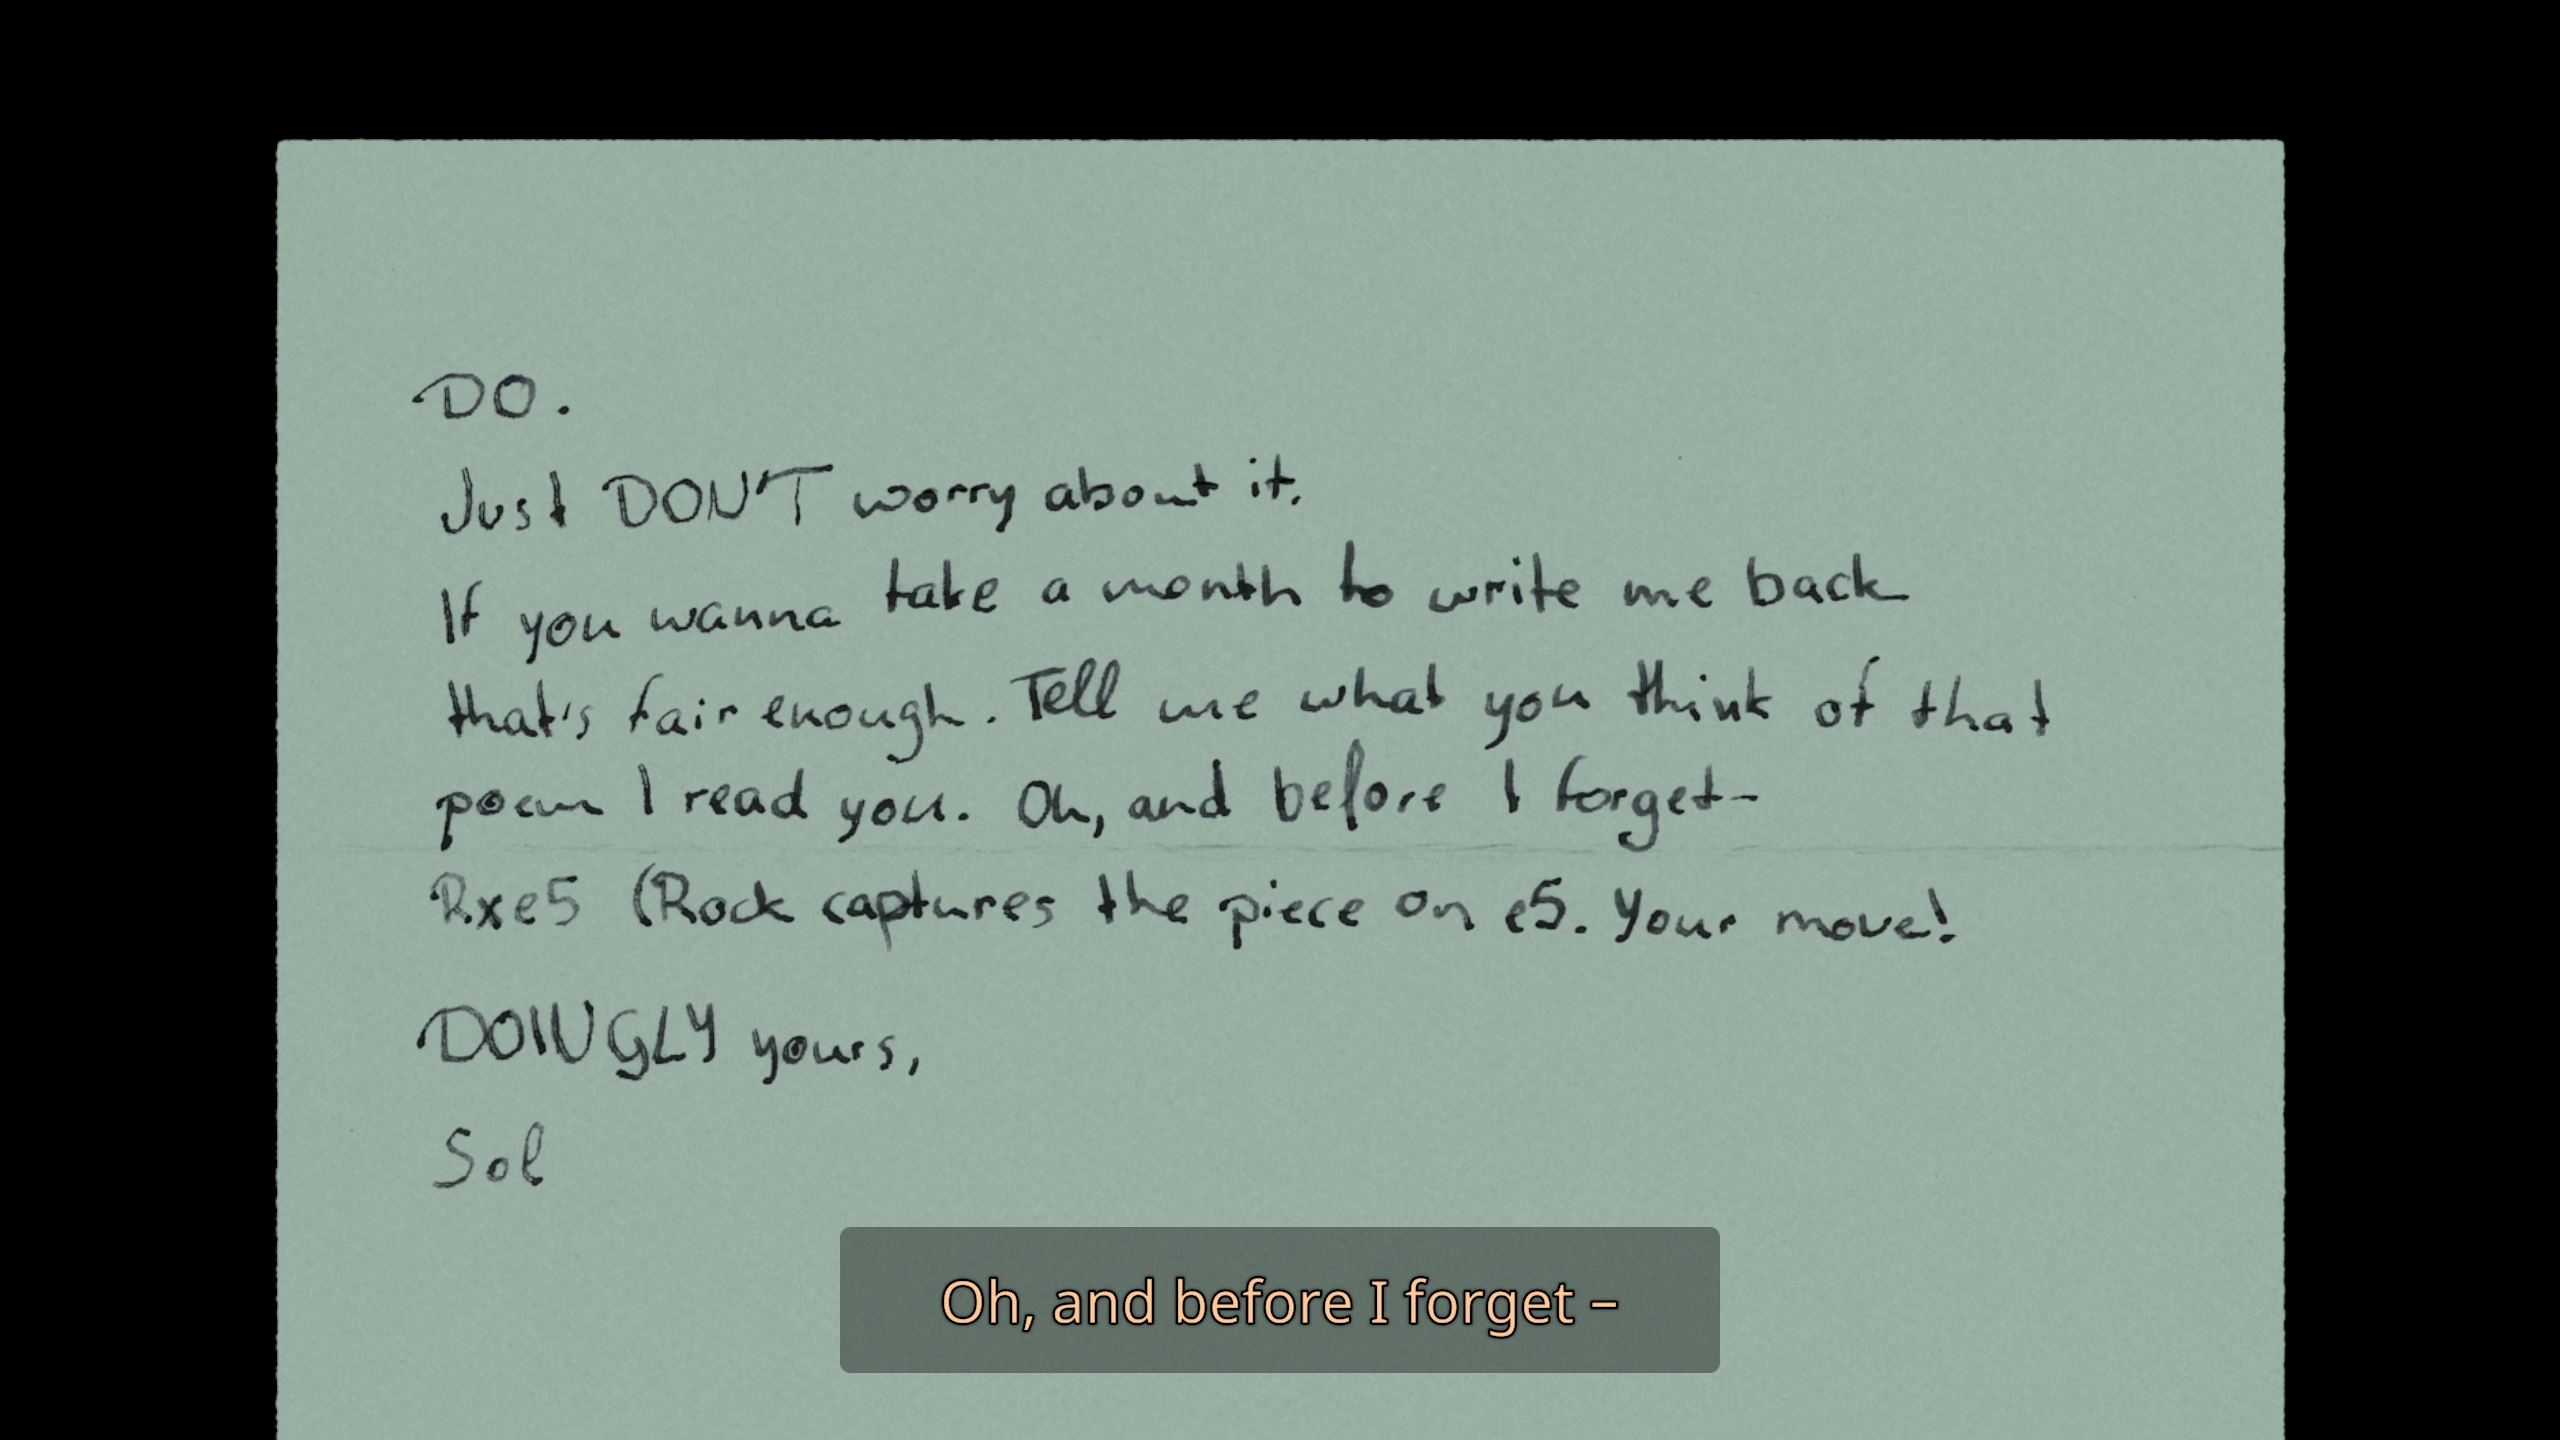 DO.
Just DON'T worry about it.
If you wanna take a month to write me back
that's fair enough. Tell me what you think of that
poem I read you. Oh, and before I forget-
Rxe5 (Rock captures the piece on e5. Your move!
DOINGLY yours,
Sol
Oh, and before I forget –